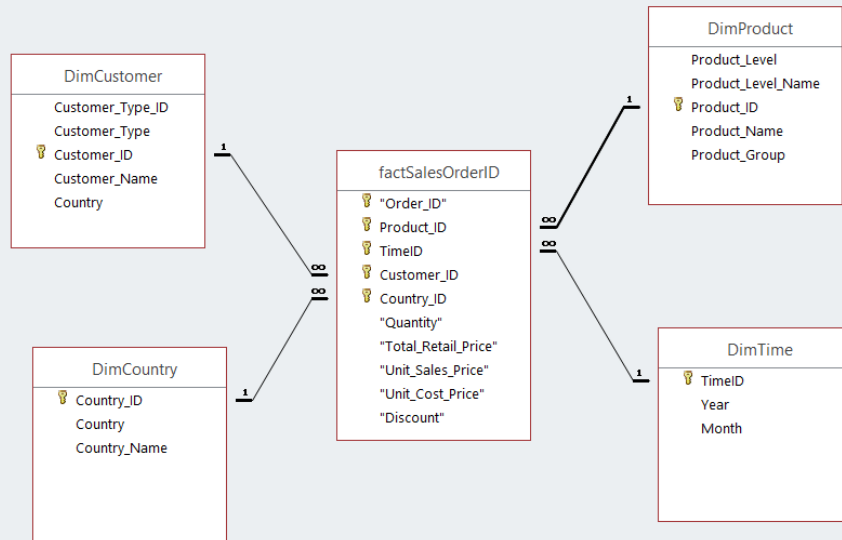 DimCustomer
Customer_Type_ID
Customer_Type
Customer_ID
Customer_Name
Country
DimCountry
Country_ID
Country
Country_Name
factSalesOrderID
"Order_ID"
Product_ID
TimeID
Customer_ID
Country_ID
"Quantity"
"Total_Retail_Price"
"Unit_Sales_Price"
"Unit_Cost_Price"
"Discount"
DimProduct
Product_Level
Product_Level_Name
Product_ID
Product_Name
Product_Group
DimTime
TimeID
Year
Month
1
∞
1
∞
1
∞
1
∞